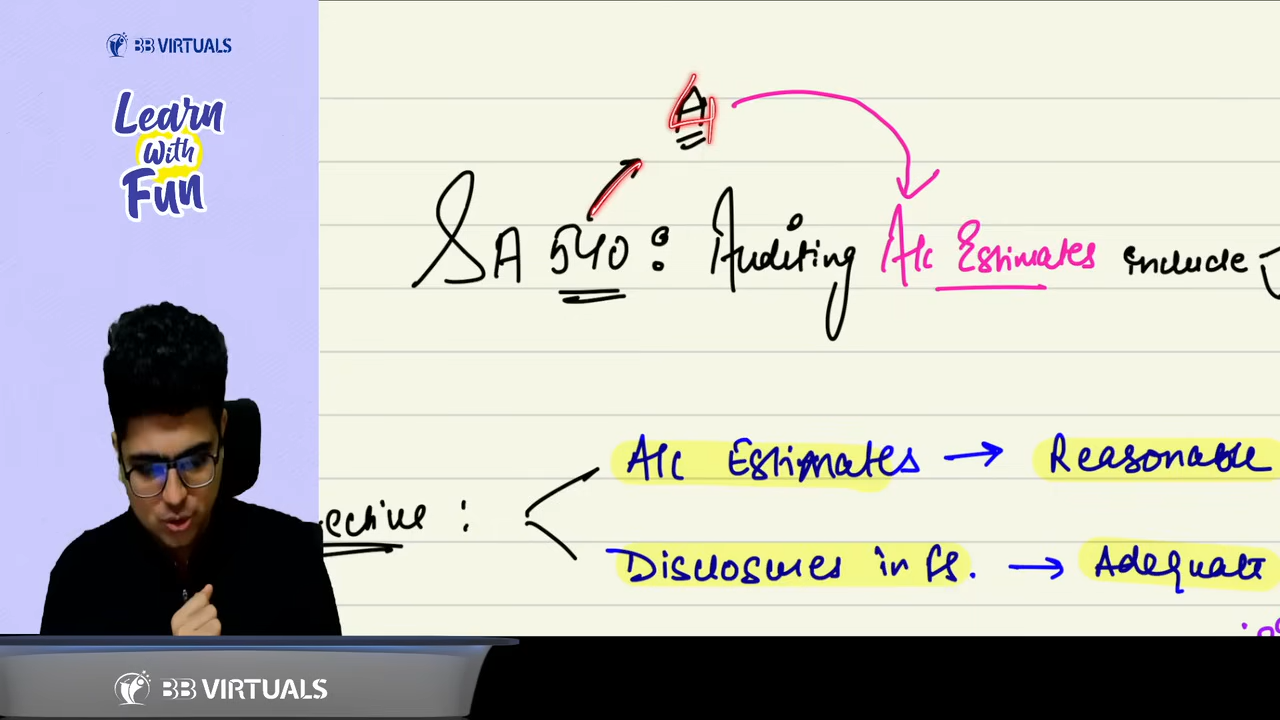 BB VIRTUALS
Learn
With
Fun
A
SA 540: Auditing A/c Estimates include
ective :
A/c Estimates → Reasonable
Disclosures in FS. → Adequate
BB VIRTUALS